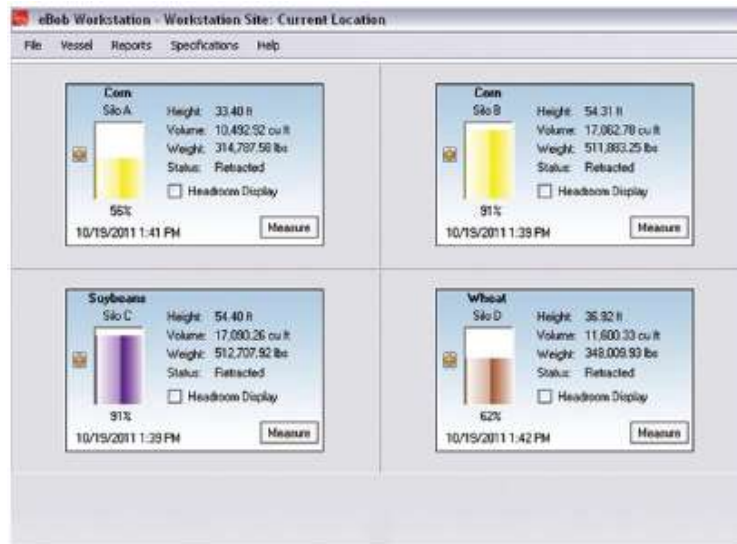 eBob Workstation - Workstation Site: Current Location
File Vessel Reports Specifications Help
Corn
Silo A
Height: 33.40 ft
Volume: 10,492.92 cu ft
Weight: 314,787.58 lbs
Status: Retracted
Headroom Display
56%
10/19/2011 1:41 PM
Measure
Corn
Silo B
Height: 54.31 ft
Volume: 17,062.78 cu ft
Weight: 511,883.25 lbs
Status: Retracted
Headroom Display
91%
10/19/2011 1:39 PM
Measure
Soybeans
Silo C
Height: 54.40 ft
Volume: 17,090.26 cu ft
Weight: 512,707.92 lbs
Status: Retracted
Headroom Display
91%
10/19/2011 1:39 PM
Measure
Wheat
Silo D
Height: 36.92 ft
Volume: 11,600.33 cu ft
Weight: 348,009.93 lbs
Status: Retracted
Headroom Display
62%
10/19/2011 1:42 PM
Measure